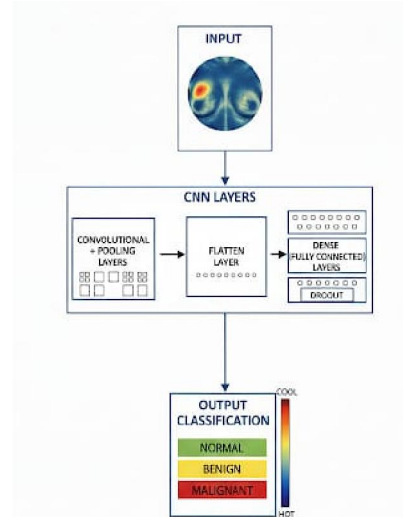 INPUT
CNN LAYERS
CONVOLUTIONAL
+ POOLING
LAYERS
FLATTEN
LAYER
DENSE
(FULLY CONNECTED)
LAYERS
DROOUT
COOL
OUTPUT
CLASSIFICATION
NORMAL
BENIGN
MALIGNANT
HOT